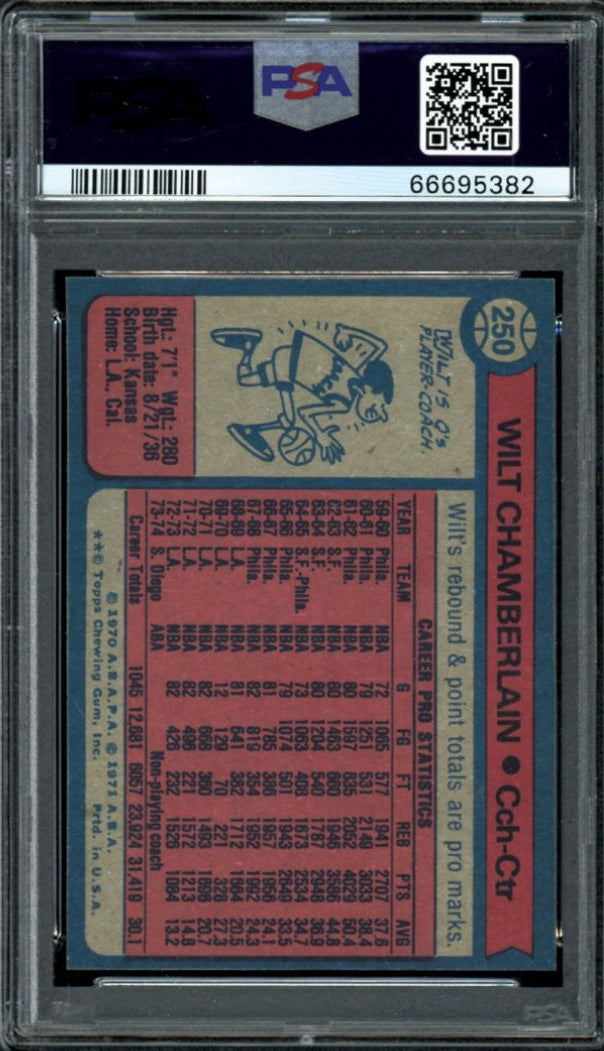 PSA
PSA
66695382
250
WILT CHAMBERLAIN • Cch-Ctr
WILT IS Q's
PLAYER-COACH.
Hgt: 7'1" Wgt: 280
Birth date: 8/21/36
School: Kansas
Home: L.A., Cal.
Wilt's rebound & point totals are pro marks.
CAREER PRO STATISTICS
YEAR TEAM G FG FT REB PTS AVG
59-60 Phila. NBA 72 1065 577 1941 2707 37.6
60-61 Phila. NBA 79 1251 531 2149 3033 38.4
61-62 Phila. NBA 80 1597 835 2052 4029 50.4
62-63 S.F. NBA 80 1463 660 1946 3586 44.8
63-64 S.F. NBA 80 1204 540 1787 2948 36.9
64-65 S.F.-Phila. NBA 73 1063 408 1673 2534 34.7
65-66 Phila. NBA 79 1074 501 1943 2649 33.5
66-67 Phila. NBA 81 785 386 1957 1956 24.1
67-68 Phila. NBA 82 819 354 1952 1992 24.3
68-69 L.A. NBA 81 641 382 1712 1664 20.5
69-70 L.A. NBA 12 129 70 221 328 27.3
70-71 L.A. NBA 82 668 360 1493 1696 20.7
71-72 L.A. NBA 82 496 221 1572 1213 14.8
72-73 L.A. NBA 82 426 232 1526 1084 13.2
73-74 S. Diego ABA Non-playing coach
Career Totals 1045 12,681 6057 23,924 31,419 30.1
© 1970 A.B.A.P.A. © 1971 A.B.A.
**© Topps Chewing Gum, Inc. Prtd. in U.S.A.
PSA